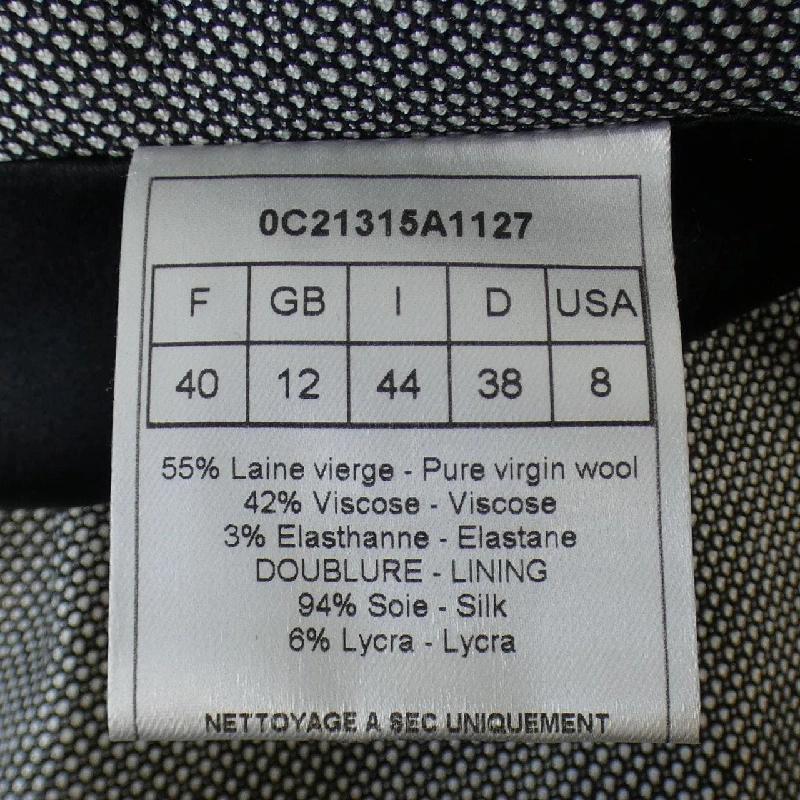 0C21315A1127
F GB I D USA
40 12 44 38 8
55% Laine vierge - Pure virgin wool
42% Viscose - Viscose
3% Elasthanne - Elastane
DOUBLURE - LINING
94% Soie - Silk
6% Lycra - Lycra
NETTOYAGE A SEC UNIQUEMENT